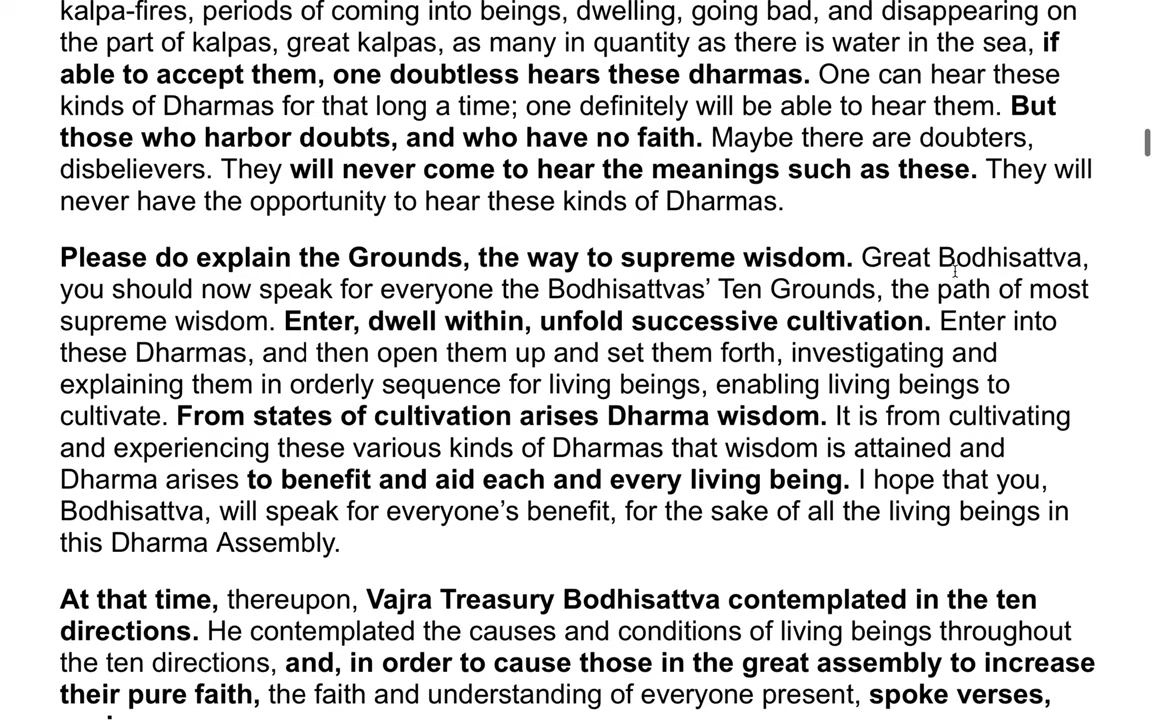 kalpa-fires, periods of coming into beings, dwelling, going bad, and disappearing on
the part of kalpas, great kalpas, as many in quantity as there is water in the sea, if
able to accept them, one doubtless hears these dharmas. One can hear these
kinds of Dharmas for that long a time; one definitely will be able to hear them. But
those who harbor doubts, and who have no faith. Maybe there are doubters,
disbelievers. They will never come to hear the meanings such as these. They will
never have the opportunity to hear these kinds of Dharmas.
Please do explain the Grounds, the way to supreme wisdom. Great Bodhisattva,
you should now speak for everyone the Bodhisattvas’ Ten Grounds, the path of most
supreme wisdom. Enter, dwell within, unfold successive cultivation. Enter into
these Dharmas, and then open them up and set them forth, investigating and
explaining them in orderly sequence for living beings, enabling living beings to
cultivate. From states of cultivation arises Dharma wisdom. It is from cultivating
and experiencing these various kinds of Dharmas that wisdom is attained and
Dharma arises to benefit and aid each and every living being. I hope that you,
Bodhisattva, will speak for everyone’s benefit, for the sake of all the living beings in
this Dharma Assembly.
At that time, thereupon, Vajra Treasury Bodhisattva contemplated in the ten
directions. He contemplated the causes and conditions of living beings throughout
the ten directions, and, in order to cause those in the great assembly to increase
their pure faith, the faith and understanding of everyone present, spoke verses,